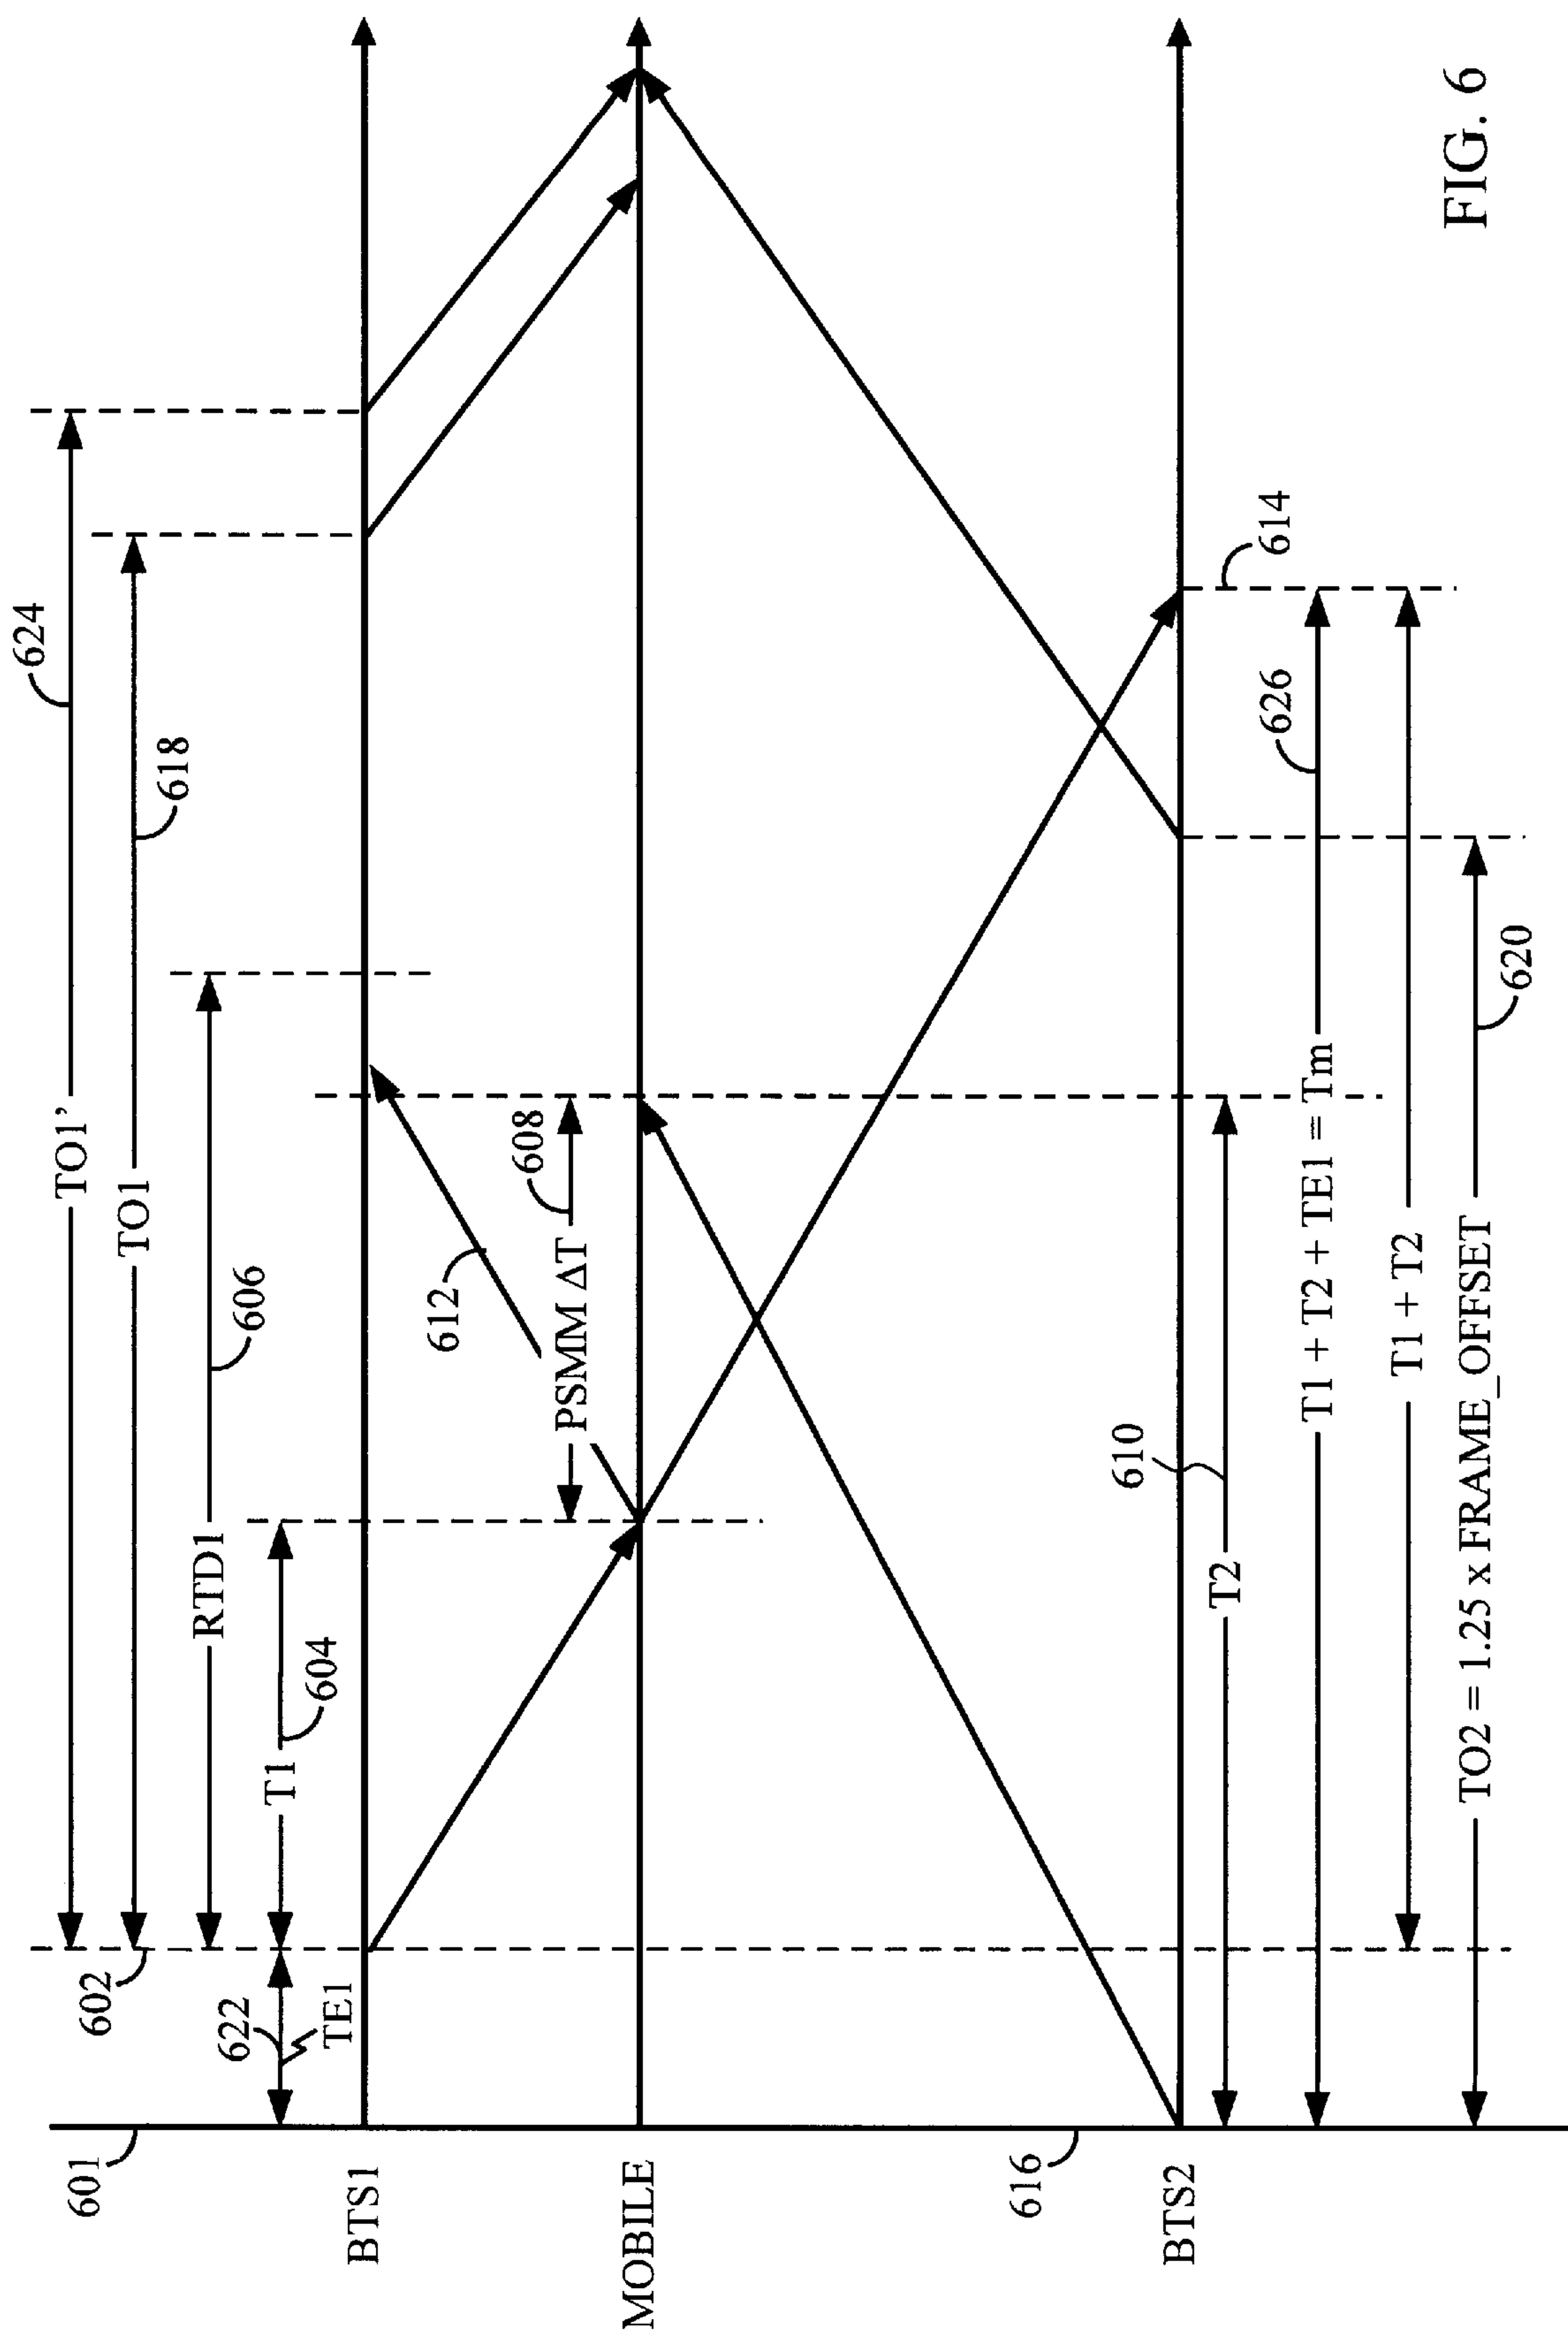 624
TO1'
618
TO1
606
RTD1
604
T1
602
622
TE1
601
BTS1
612
608
PSMM ΔT
MOBILE
616
BTS2
614
610
T2
626
T1 + T2 + TE1 = Tm
T1 + T2
620
TO2 = 1.25 x FRAME_OFFSET
FIG. 6